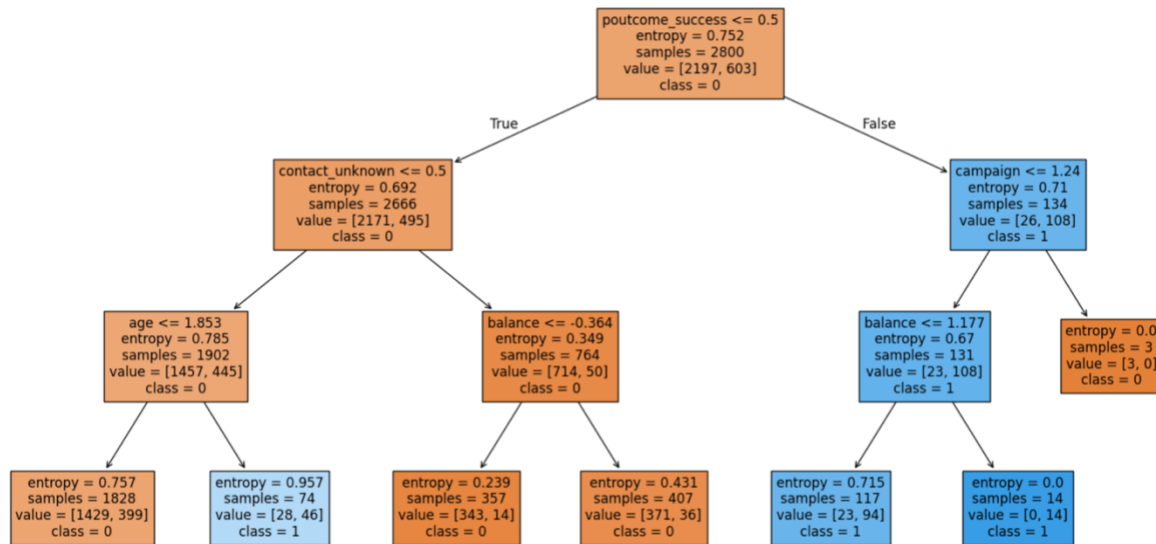 poutcome_success <= 0.5
entropy = 0.752
samples = 2800
value = [2197, 603]
class = 0
True
False
contact_unknown <= 0.5
entropy = 0.692
samples = 2666
value = [2171, 495]
class = 0
campaign <= 1.24
entropy = 0.71
samples = 134
value = [26, 108]
class = 1
age <= 1.853
entropy = 0.785
samples = 1902
value = [1457, 445]
class = 0
balance <= -0.364
entropy = 0.349
samples = 764
value = [714, 50]
class = 0
balance <= 1.177
entropy = 0.67
samples = 131
value = [23, 108]
class = 1
entropy = 0.0
samples = 3
value = [3, 0]
class = 0
entropy = 0.757
samples = 1828
value = [1429, 399]
class = 0
entropy = 0.957
samples = 74
value = [28, 46]
class = 1
entropy = 0.239
samples = 357
value = [343, 14]
class = 0
entropy = 0.431
samples = 407
value = [371, 36]
class = 0
entropy = 0.715
samples = 117
value = [23, 94]
class = 1
entropy = 0.0
samples = 14
value = [0, 14]
class = 1